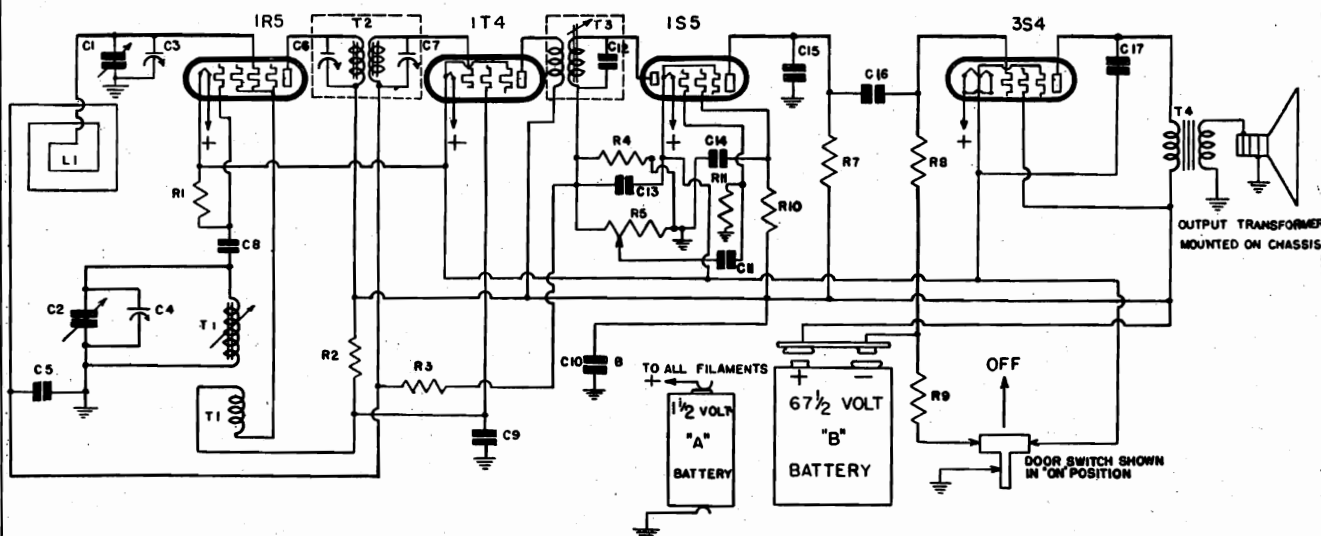 1R5
T2
1T4
T3
1S5
3S4
C1
C3
C6
C7
C12
C15
C16
C17
T4
L1
+
+
+
+
R4
C14
R7
R8
R1
C13
R11
R10
R5
C8
C11
OUTPUT TRANSFORMER
MOUNTED ON CHASSIS
C2
C4
T1
R2
R3
C5
C10
B
TO ALL FILAMENTS
+
+
−
OFF
T1
1½ VOLT
"A"
BATTERY
67½ VOLT
"B"
BATTERY
R9
C9
DOOR SWITCH SHOWN
IN "ON" POSITION